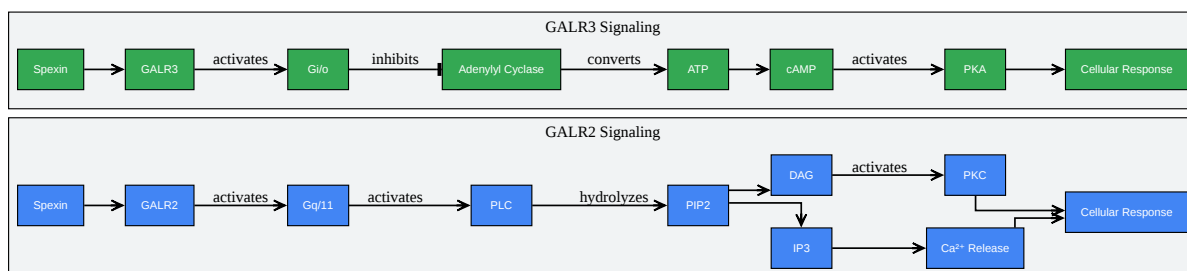 GALR3 Signaling
Spexin
GALR3
activates
Gi/o
inhibits
Adenylyl Cyclase
converts
ATP
cAMP
activates
PKA
Cellular Response
GALR2 Signaling
Spexin
GALR2
activates
Gq/11
activates
PLC
hydrolyzes
PIP2
DAG
activates
PKC
IP3
Ca²⁺ Release
Cellular Response